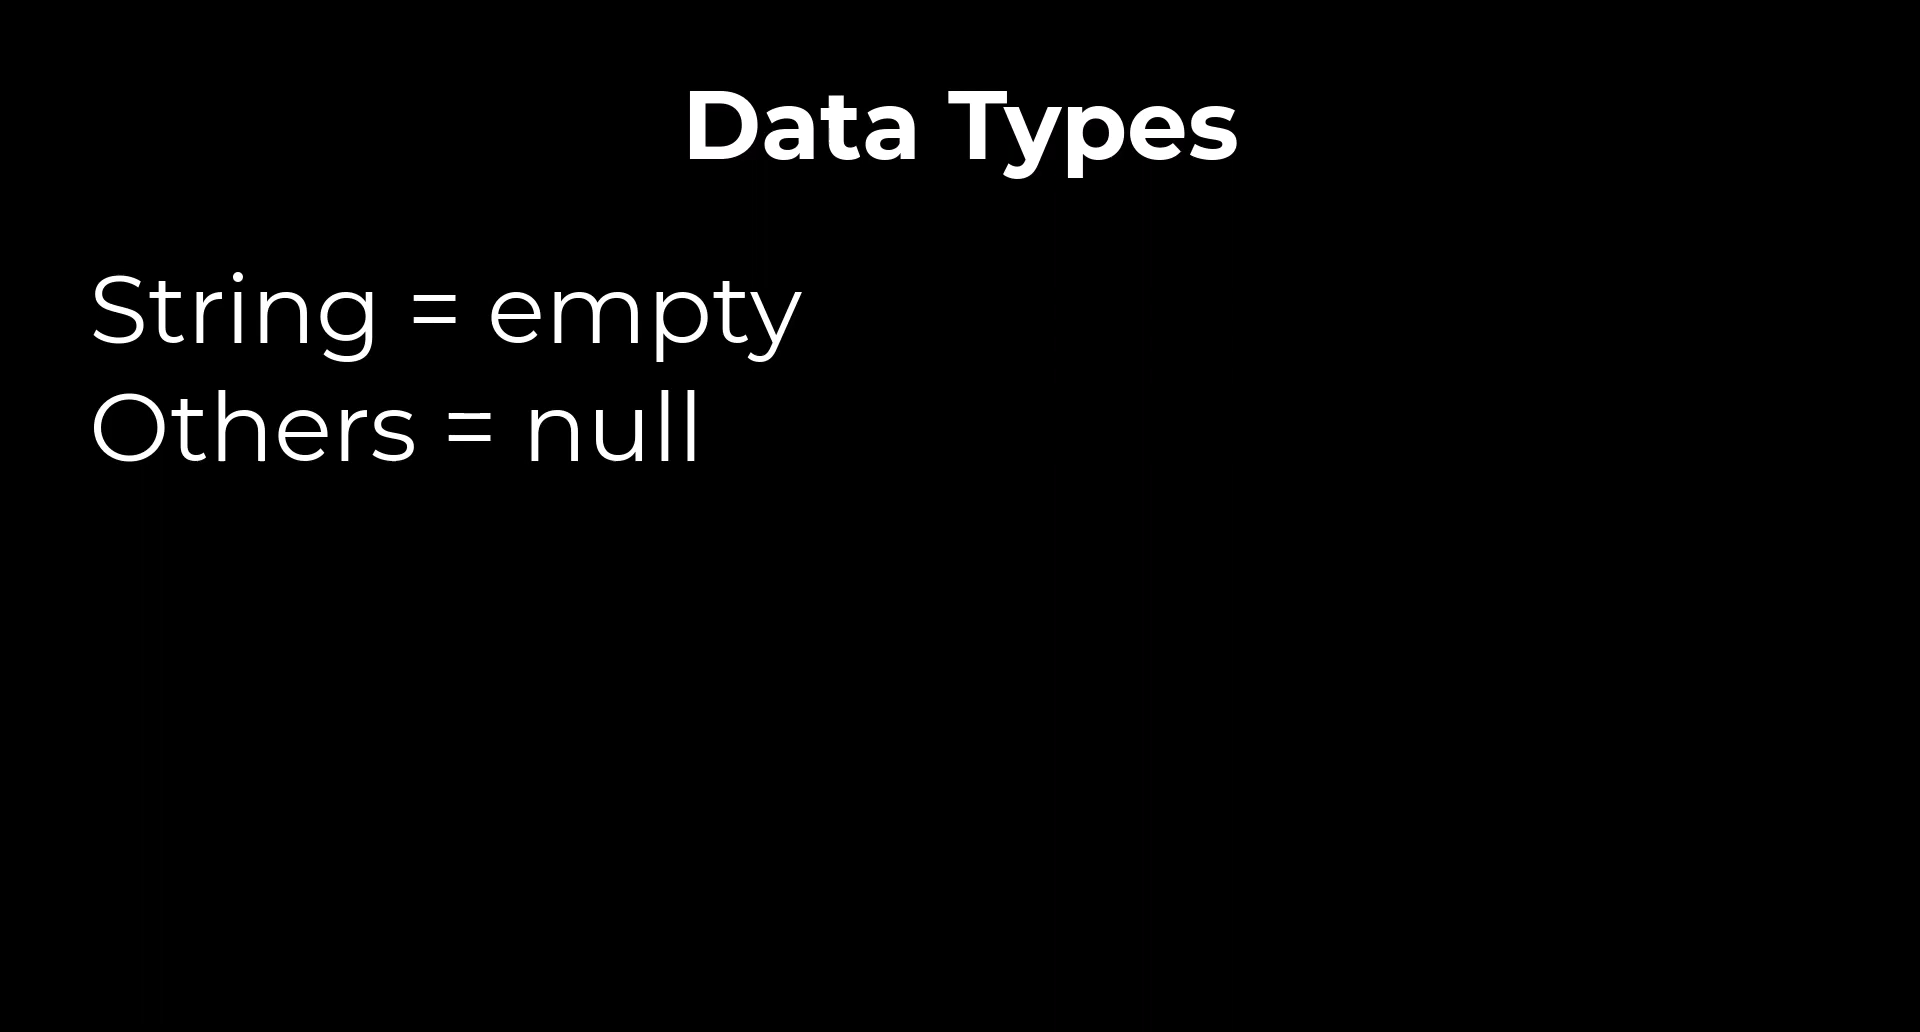 Data Types
String = empty
Others = null